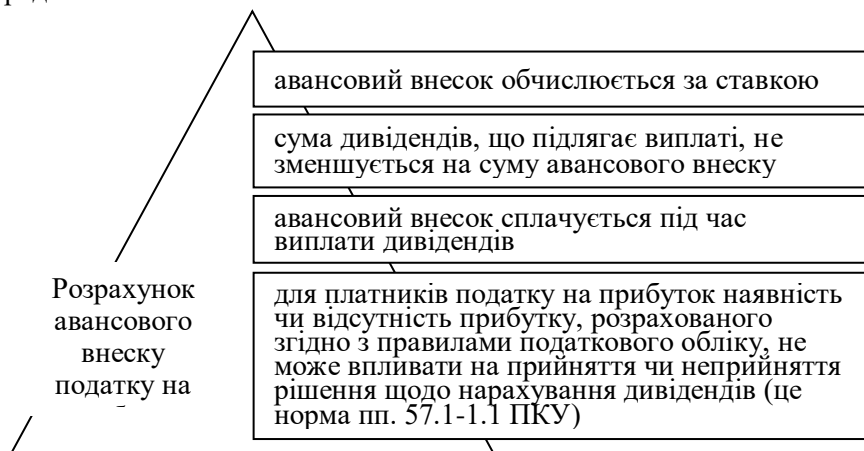 авансовий внесок обчислюється за ставкою
сума дивідендів, що підлягає виплаті, не
зменшується на суму авансового внеску
авансовий внесок сплачується під час
виплати дивідендів
Розрахунок
авансового
внеску
податку на
для платників податку на прибуток наявність
чи відсутність прибутку, розрахованого
згідно з правилами податкового обліку, не
може впливати на прийняття чи неприйняття
рішення щодо нарахування дивідендів (це
норма пп. 57.1-1.1 ПКУ)